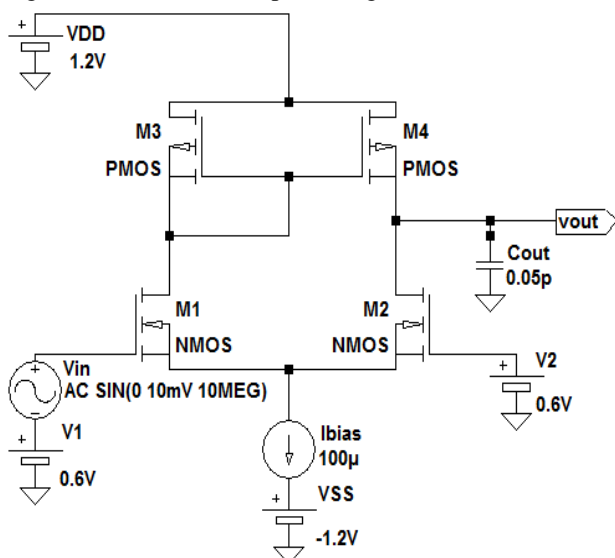 VDD
1.2V
M3
M4
PMOS
PMOS
vout
Cout
0.05p
M1
M2
NMOS
NMOS
Vin
AC SIN(0 10mV 10MEG)
V1
0.6V
V2
0.6V
Ibias
100µ
VSS
-1.2V